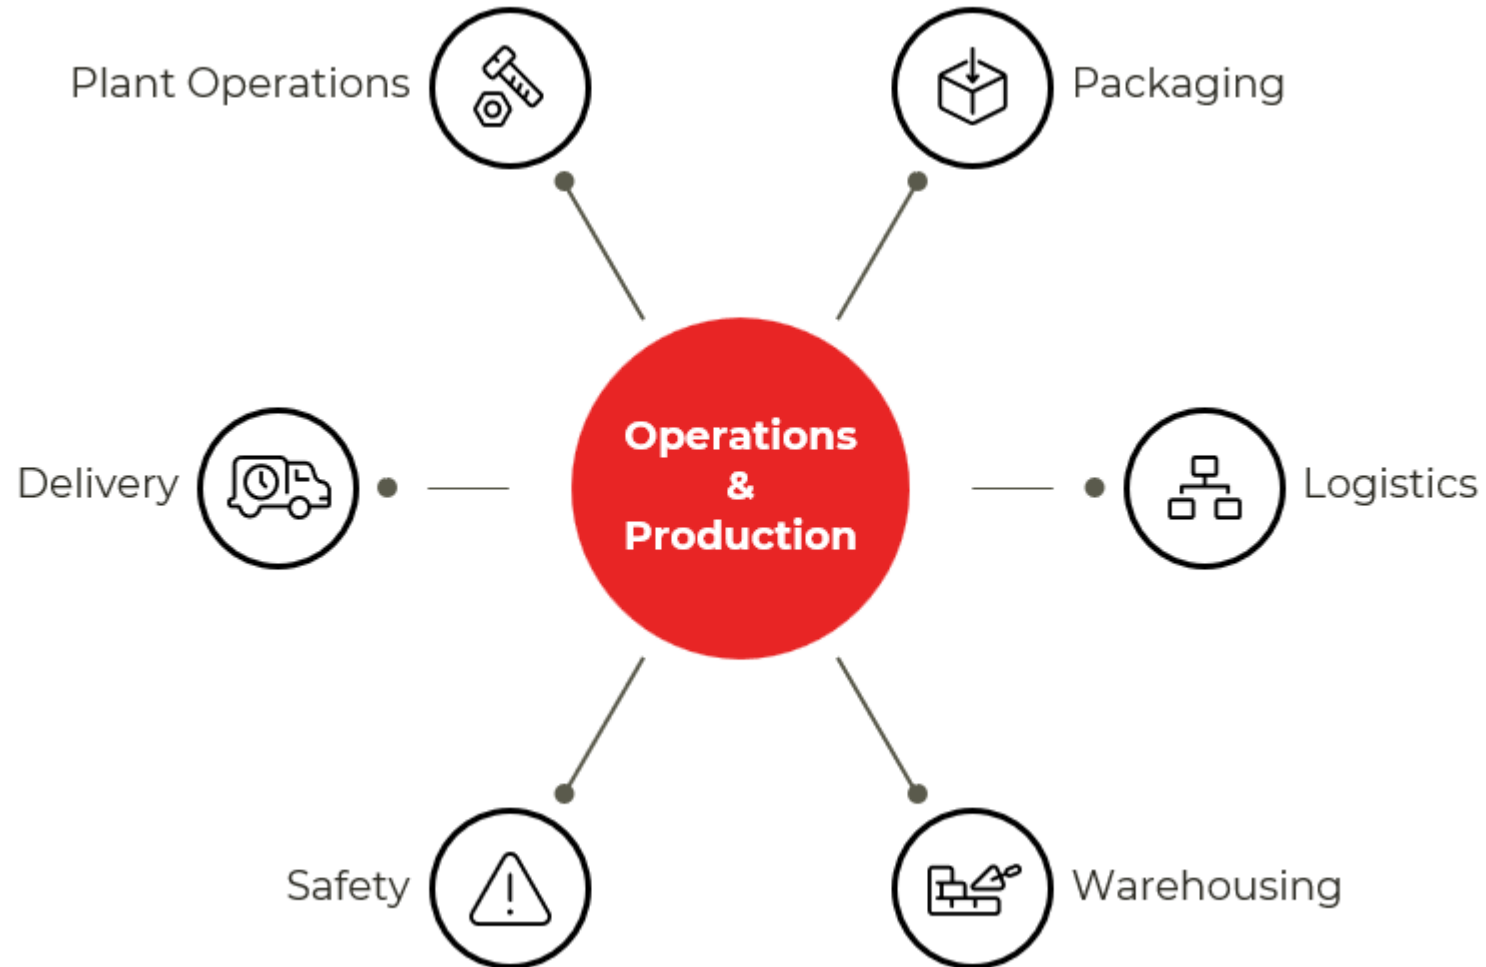 Plant Operations
Packaging
Operations
&
Production
Delivery
Logistics
Safety
Warehousing